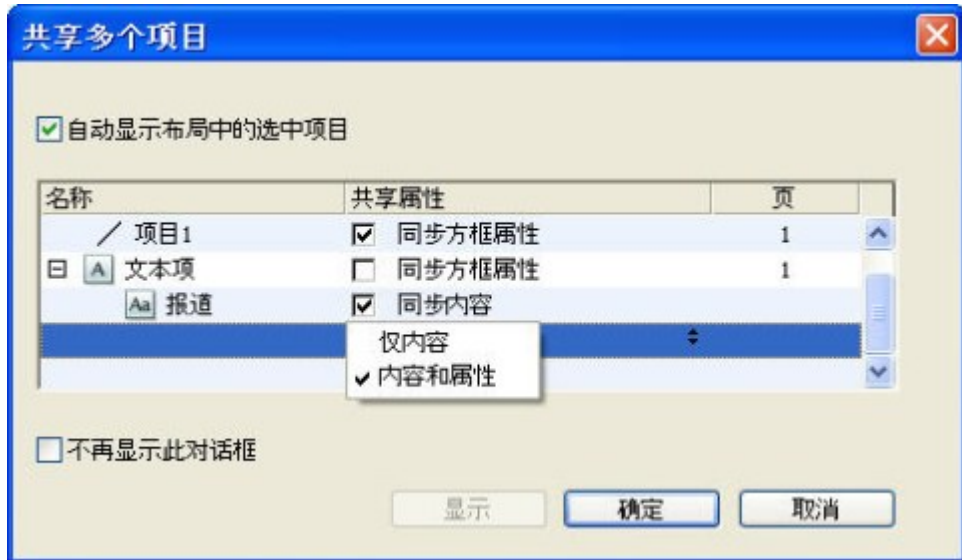 共享多个项目
自动显示布局中的选中项目
名称 共享属性 页
项目1 同步方框属性 1
A 文本项 同步方框属性 1
Aa 报道 同步内容
仅内容
内容和属性
不再显示此对话框
显示 确定 取消